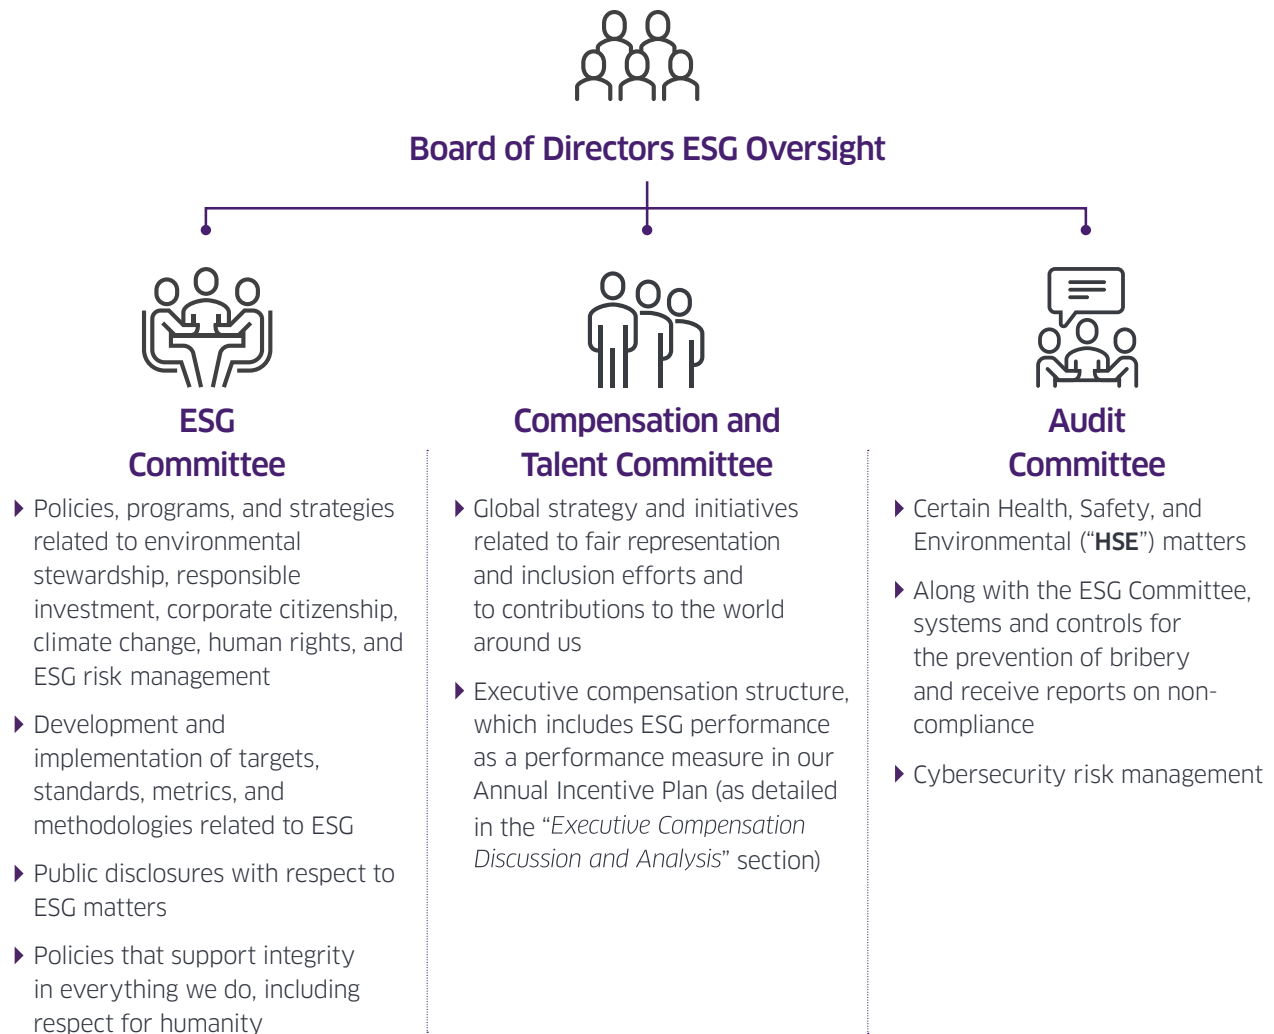 Board of Directors ESG Oversight
ESG
Committee
▶ Policies, programs, and strategies
related to environmental
stewardship, responsible
investment, corporate citizenship,
climate change, human rights, and
ESG risk management
▶ Development and
implementation of targets,
standards, metrics, and
methodologies related to ESG
▶ Public disclosures with respect to
ESG matters
▶ Policies that support integrity
in everything we do, including
respect for humanity
Compensation and
Talent Committee
▶ Global strategy and initiatives
related to fair representation
and inclusion efforts and
to contributions to the world
around us
▶ Executive compensation structure,
which includes ESG performance
as a performance measure in our
Annual Incentive Plan (as detailed
in the “Executive Compensation
Discussion and Analysis” section)
Audit
Committee
▶ Certain Health, Safety, and
Environmental (“HSE”) matters
▶ Along with the ESG Committee,
systems and controls for
the prevention of bribery
and receive reports on non-
compliance
▶ Cybersecurity risk management